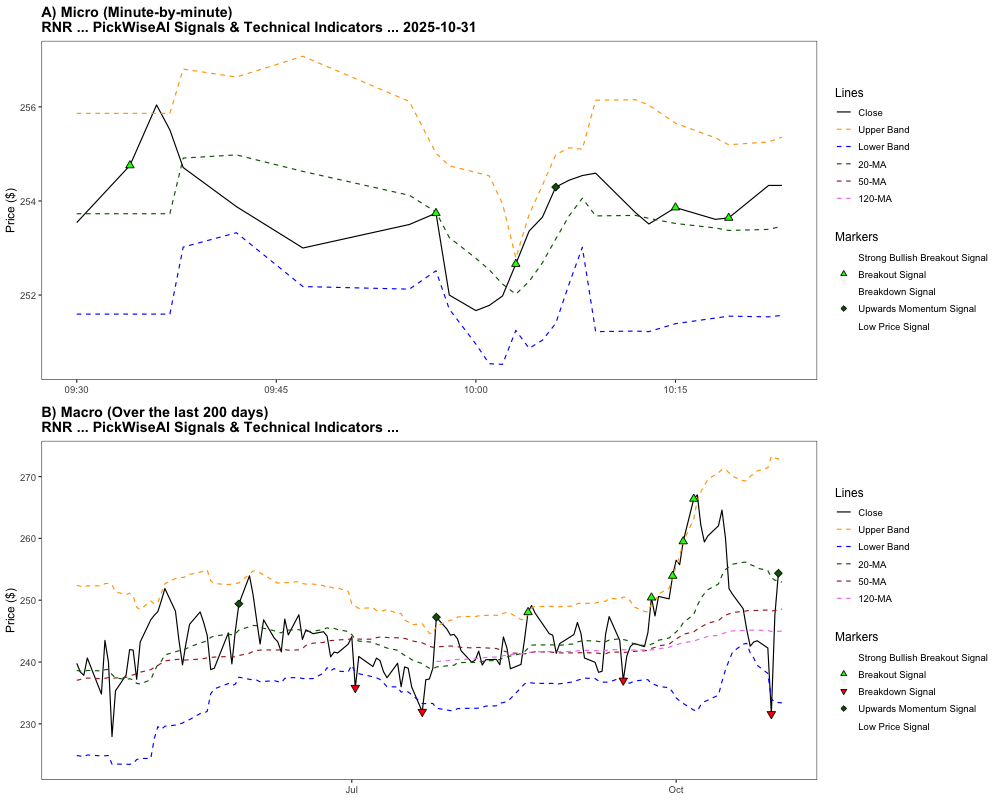 A) Micro (Minute-by-minute)
RNR ... PickWiseAI Signals & Technical Indicators ... 2025-10-31
Price ($)
256
254
252
09:30
09:45
10:00
10:15
Lines
Close
Upper Band
Lower Band
20-MA
50-MA
120-MA
Markers
Strong Bullish Breakout Signal
Breakout Signal
Breakdown Signal
Upwards Momentum Signal
Low Price Signal
B) Macro (Over the last 200 days)
RNR ... PickWiseAI Signals & Technical Indicators ...
Price ($)
270
260
250
240
230
Jul
Oct
Lines
Close
Upper Band
Lower Band
20-MA
50-MA
120-MA
Markers
Strong Bullish Breakout Signal
Breakout Signal
Breakdown Signal
Upwards Momentum Signal
Low Price Signal